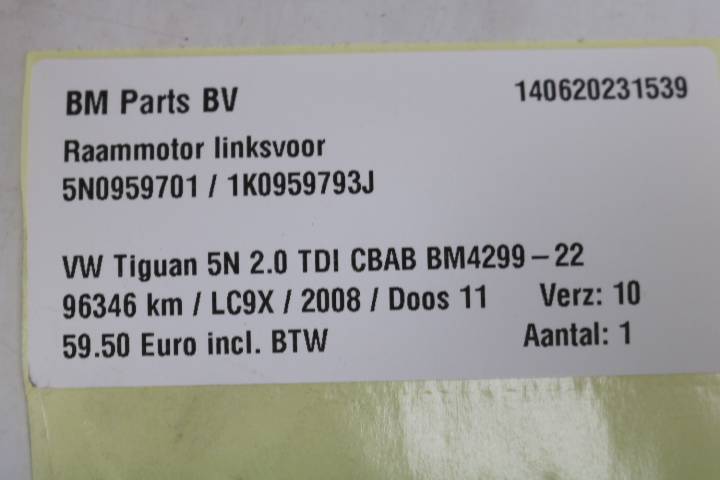 BM Parts BV 140620231539
Raammotor linksvoor
5N0959701 / 1K0959793J
VW Tiguan 5N 2.0 TDI CBAB BM4299-22
96346 km / LC9X / 2008 / Doos 11 Verz: 10
59.50 Euro incl. BTW Aantal: 1